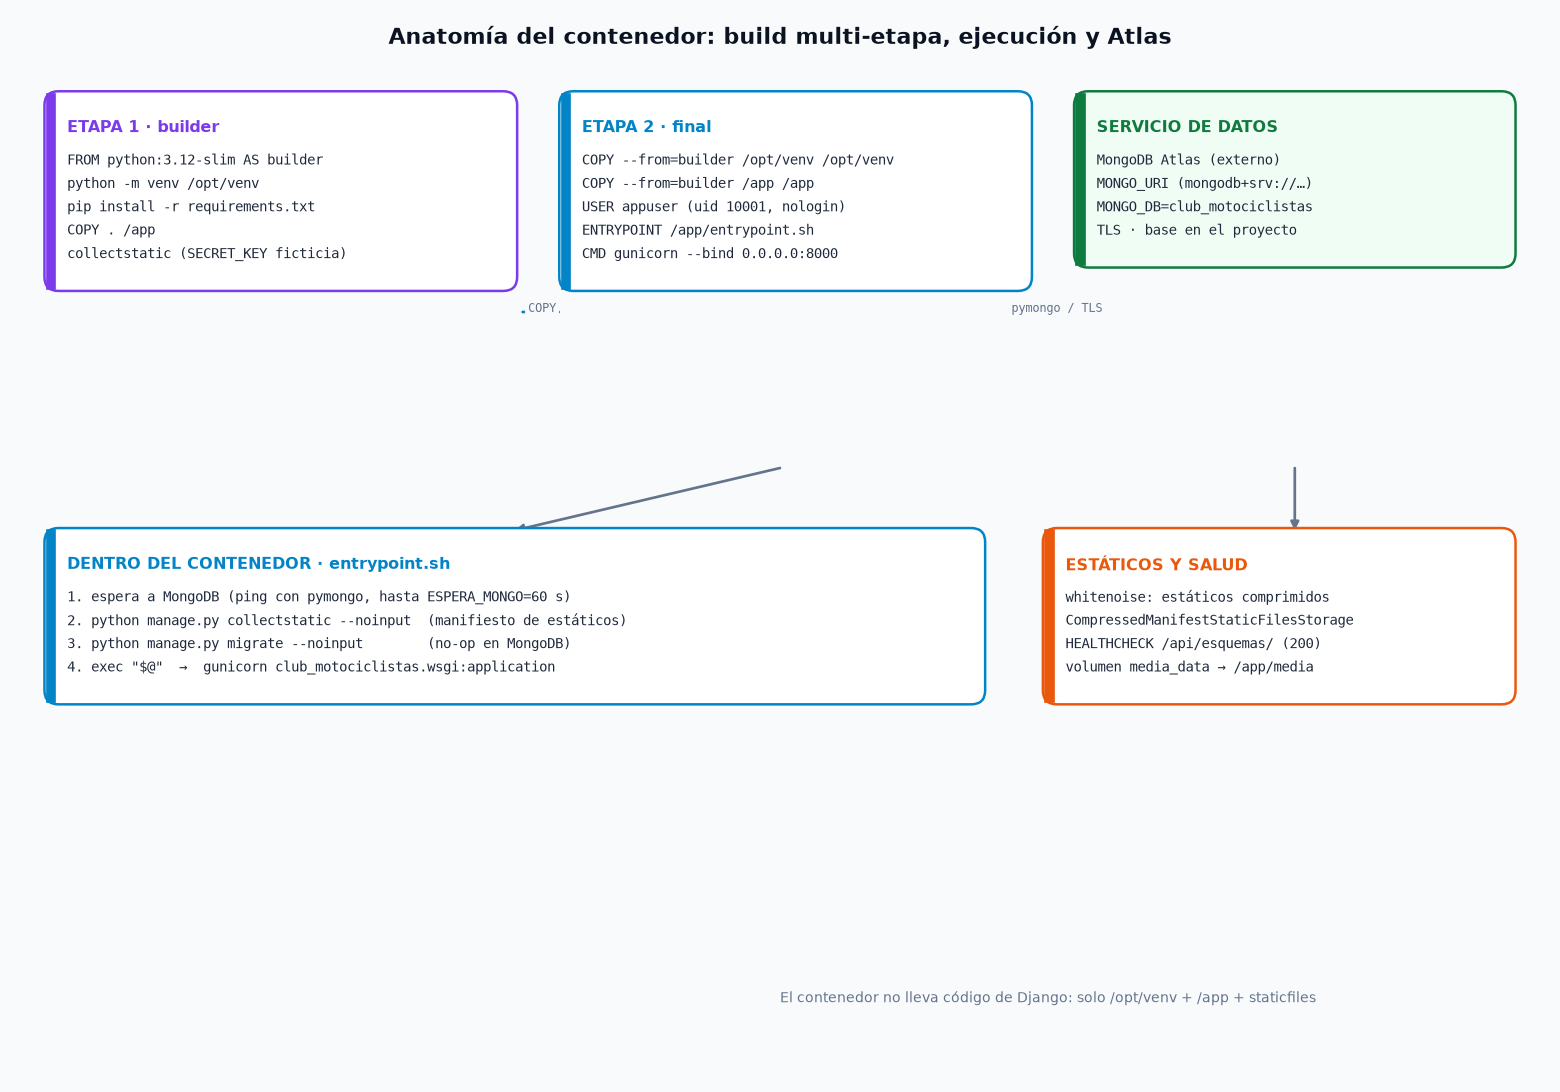 Anatomía del contenedor: build multi-etapa, ejecución y Atlas
ETAPA 1 · builder
FROM python:3.12-slim AS builder
python -m venv /opt/venv
pip install -r requirements.txt
COPY . /app
collectstatic (SECRET_KEY ficticia)
ETAPA 2 · final
COPY --from=builder /opt/venv /opt/venv
COPY --from=builder /app /app
USER appuser (uid 10001, nologin)
ENTRYPOINT /app/entrypoint.sh
CMD gunicorn --bind 0.0.0.0:8000
SERVICIO DE DATOS
MongoDB Atlas (externo)
MONGO_URI (mongodb+srv://…)
MONGO_DB=club_motociclistas
TLS · base en el proyecto
COPY
pymongo / TLS
DENTRO DEL CONTENEDOR · entrypoint.sh
1. espera a MongoDB (ping con pymongo, hasta ESPERA_MONGO=60 s)
2. python manage.py collectstatic --noinput  (manifiesto de estáticos)
3. python manage.py migrate --noinput        (no-op en MongoDB)
4. exec "$@"  →  gunicorn club_motociclistas.wsgi:application
ESTÁTICOS Y SALUD
whitenoise: estáticos comprimidos
CompressedManifestStaticFilesStorage
HEALTHCHECK /api/esquemas/ (200)
volumen media_data → /app/media
El contenedor no lleva código de Django: solo /opt/venv + /app + staticfiles